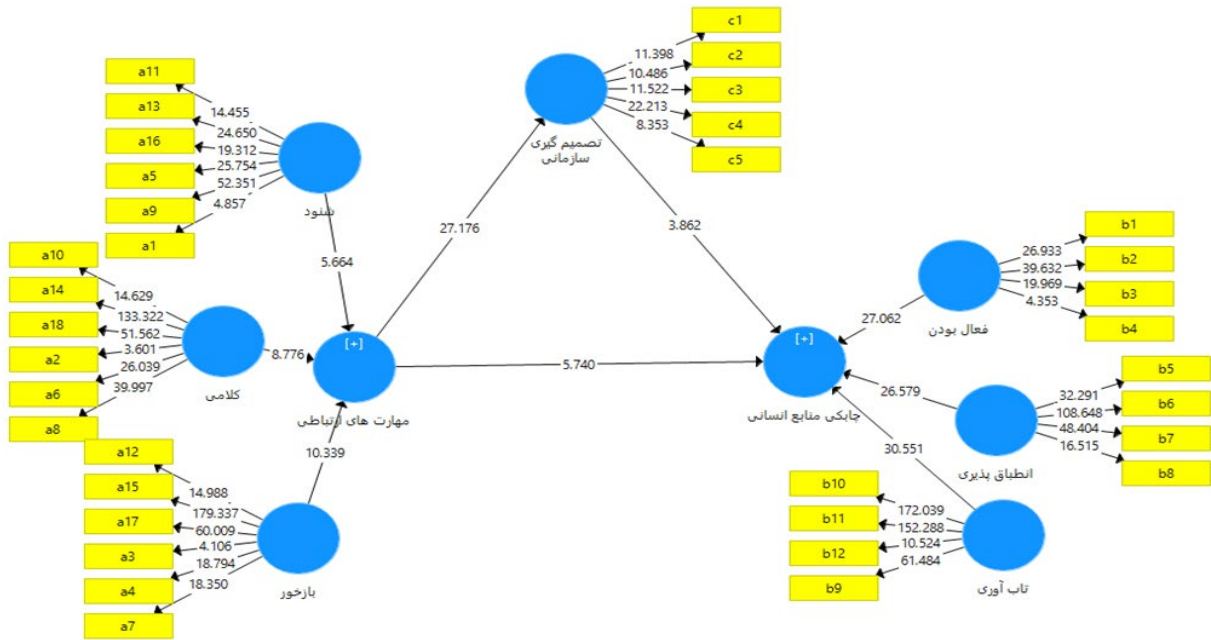 c1
c2
c3
c4
c5
11.398
10.486
11.522
22.213
8.353
تصمیم گیری
سازمانی
a11
a13
a16
a5
a9
a1
14.455
24.650
19.312
25.754
52.351
4.857
شنود
5.664
27.176
3.862
a10
a14
a18
a2
a6
a8
14.629
133.322
51.562
3.601
26.039
39.997
کلامی
8.776
[+]
مهارت های ارتباطی
5.740
[+]
چابکی منابع انسانی
b1
b2
b3
b4
26.933
39.632
19.969
4.353
فعال بودن
27.062
b5
b6
b7
b8
32.291
108.648
48.404
16.515
انطباق پذیری
26.579
a12
a15
a17
a3
a4
a7
14.988
179.337
60.009
4.106
18.794
18.350
بازخور
10.339
b10
b11
b12
b9
172.039
152.288
10.524
61.484
تاب آوری
30.551